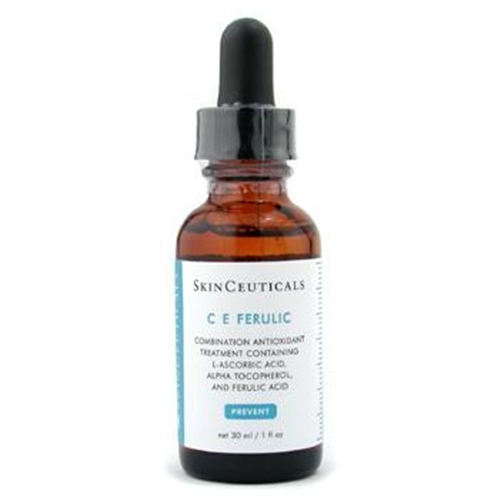 SKINCEUTICALS
C E FERULIC
COMBINATION ANTIOXIDANT
TREATMENT CONTAINING
L-ASCORBIC ACID,
ALPHA TOCOPHEROL,
AND FERULIC ACID
PREVENT
net 30 ml / 1 fl oz